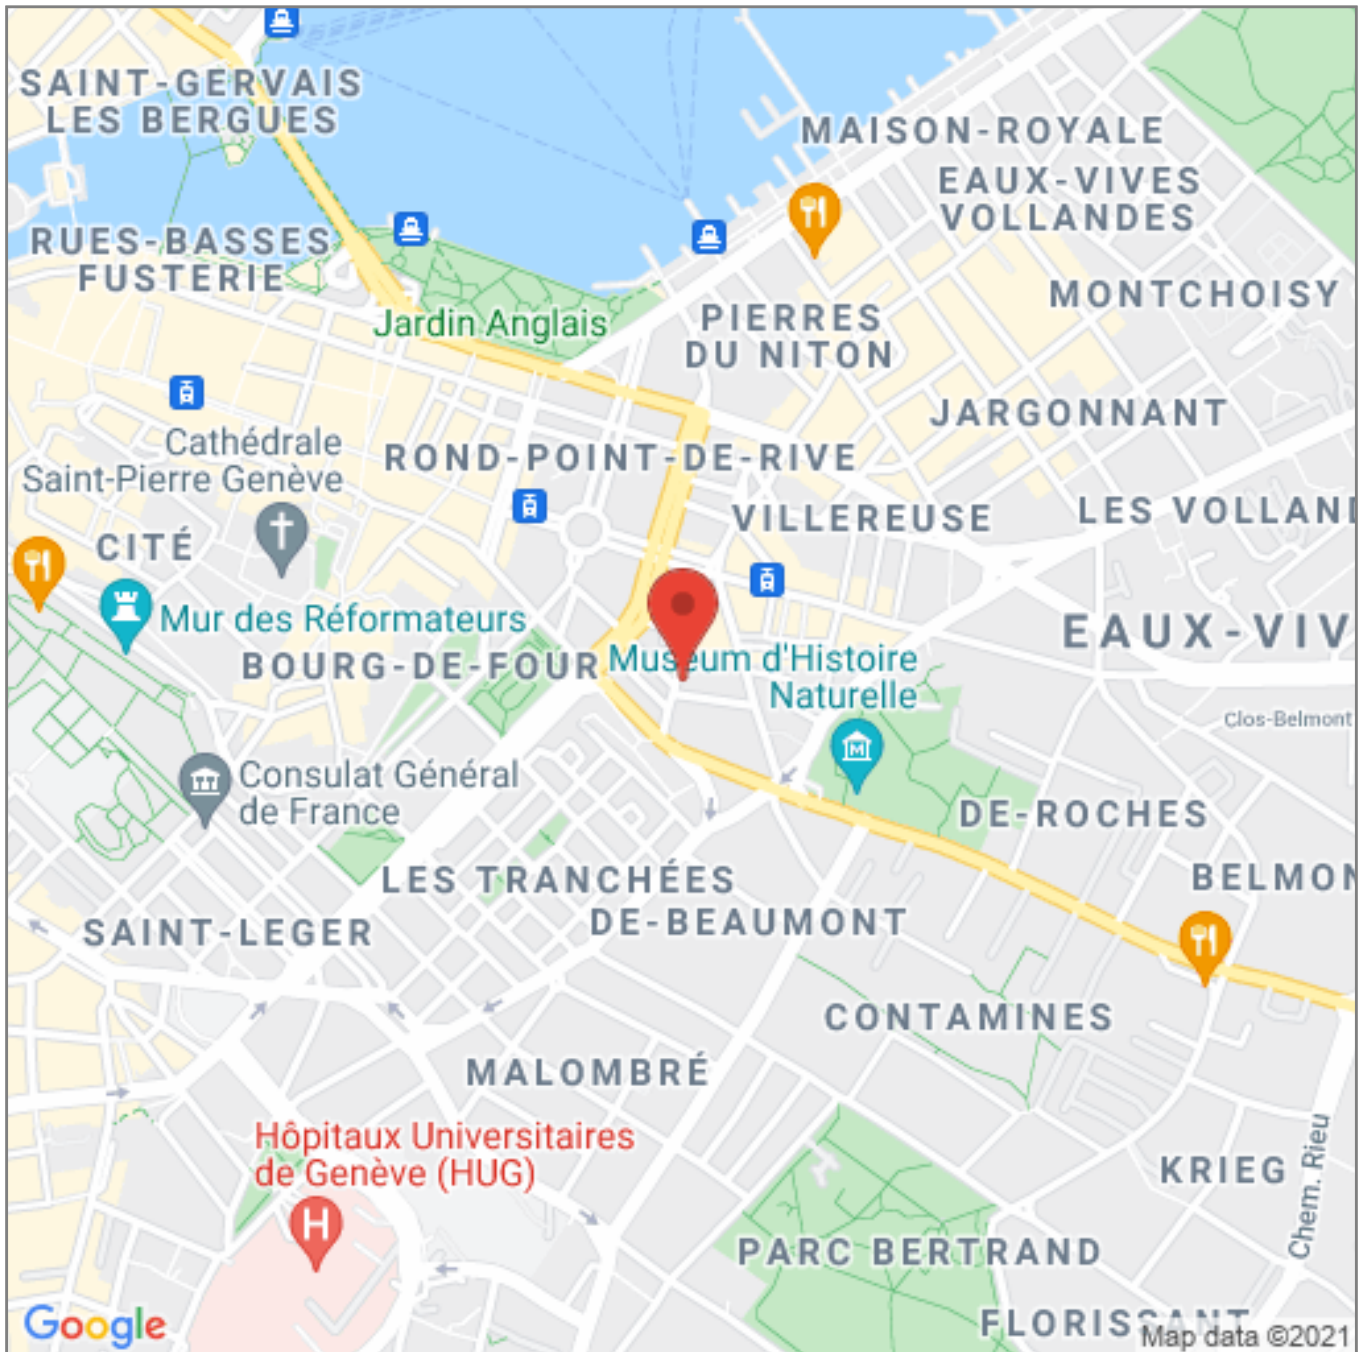 SAINT-GERVAIS
LES BERGUES
MAISON-ROYALE
EAUX-VIVES
VOLLANDES
RUES-BASSES
FUSTERIE
MONTCHOISY
Jardin Anglais
PIERRES
DU NITON
JARGONNANT
Cathédrale
Saint-Pierre Genève
ROND-POINT-DE-RIVE
VILLEREUSE
LES VOLLAND
CITÉ
Mur des Réformateurs
EAUX-VIV
BOURG-DE-FOUR
Museum d'Histoire
Naturelle
M
Clos-Belmont
Consulat Général
de France
DE-ROCHES
LES TRANCHÉES
BELMON
DE-BEAUMONT
SAINT-LEGER
CONTAMINES
MALOMBRÉ
Hôpitaux Universitaires
de Genève (HUG)
H
KRIEG
Chem. Rieu
PARC BERTRAND
FLORISSANT
Google
Map data ©2021